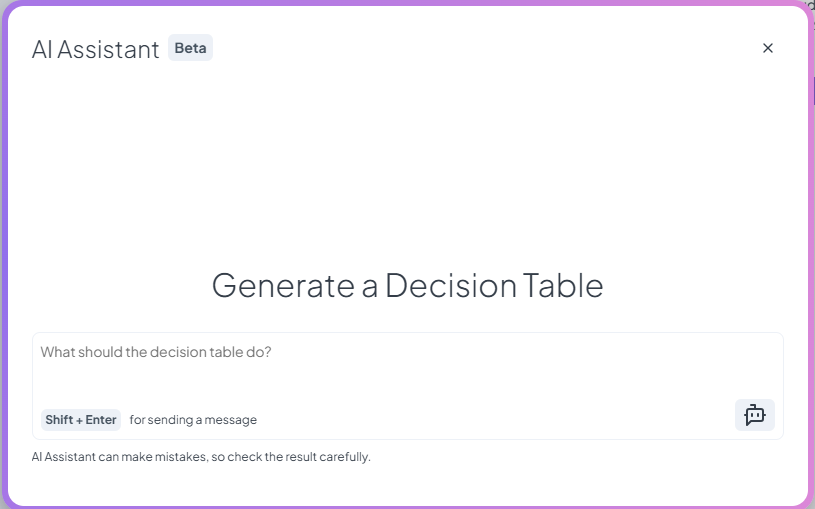 AI Assistant Beta
Generate a Decision Table
What should the decision table do?
Shift + Enter for sending a message
AI Assistant can make mistakes, so check the result carefully.